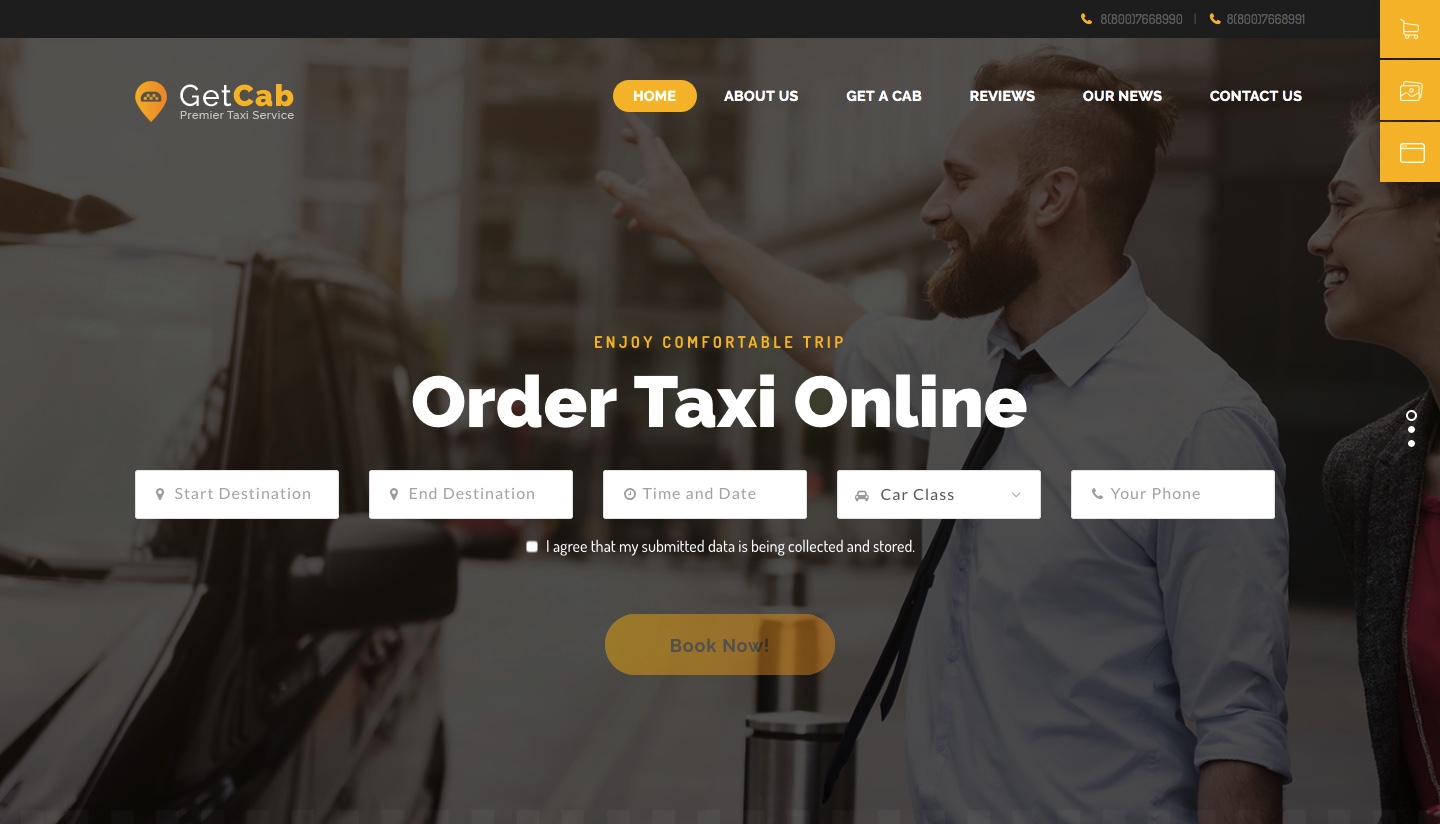 8(800)7668990 | 8(800)7668991
GetCab
Premier Taxi Service
HOME ABOUT US GET A CAB REVIEWS OUR NEWS CONTACT US
ENJOY COMFORTABLE TRIP
Order Taxi Online
Start Destination End Destination Time and Date Car Class Your Phone
I agree that my submitted data is being collected and stored.
Book Now!